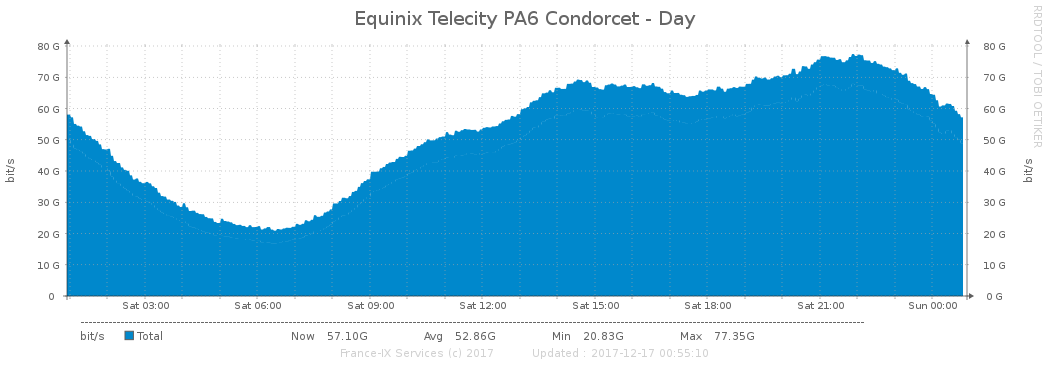 Equinix Telecity PA6 Condorcet - Day
RRDTOOL / TOBI OETIKER
80 G 80 G
70 G 70 G
60 G 60 G
50 G 50 G
40 G 40 G
30 G 30 G
20 G 20 G
10 G 10 G
0 0 G
bit/s bit/s
Sat 03:00 Sat 06:00 Sat 09:00 Sat 12:00 Sat 15:00 Sat 18:00 Sat 21:00 Sun 00:00
bit/s Total Now 57.10G Avg 52.86G Min 20.83G Max 77.35G
France-IX Services (c) 2017 Updated : 2017-12-17 00:55:10